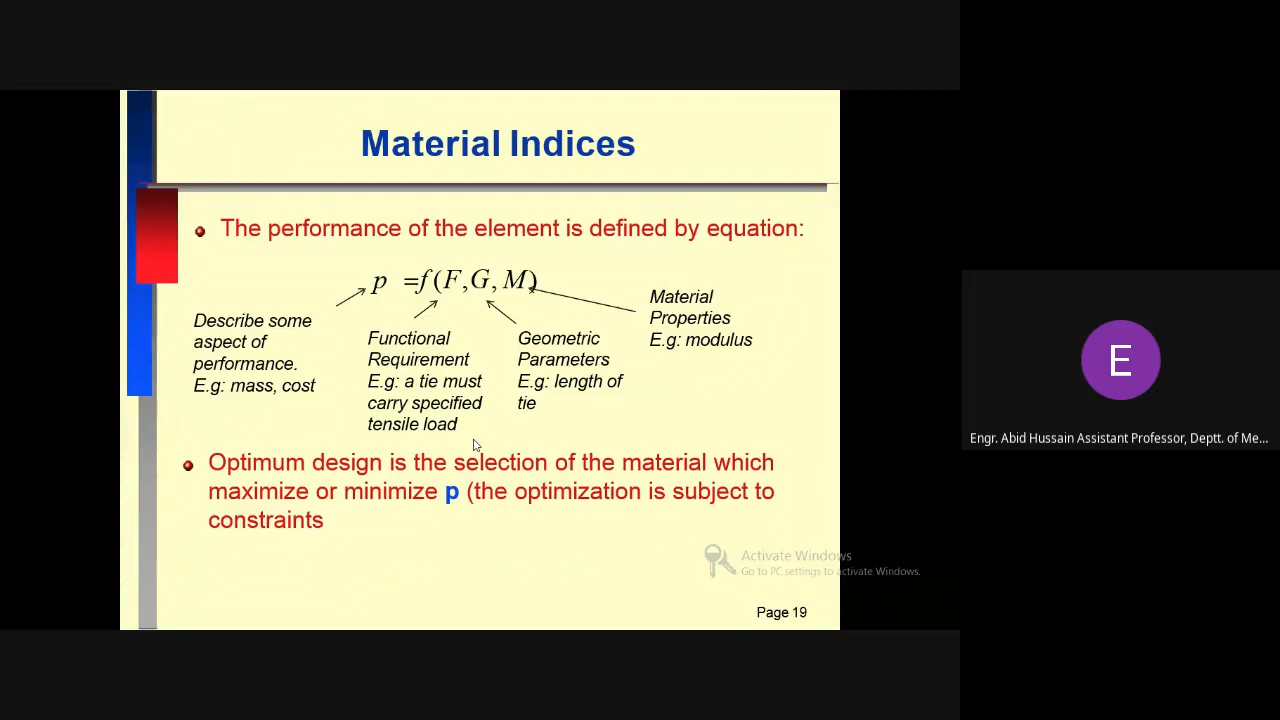 Material Indices
The performance of the element is defined by equation:
p =f(F,G,M)
Describe some
aspect of
performance.
E.g: mass, cost
Functional
Requirement
E.g: a tie must
carry specified
tensile load
Geometric
Parameters
E.g: length of
tie
Material
Properties
E.g: modulus
Optimum design is the selection of the material which
maximize or minimize p (the optimization is subject to
constraints
Activate Windows
Go to PC settings to activate Windows.
Page 19
E
Engr. Abid Hussain Assistant Professor, Deptt. of Me...